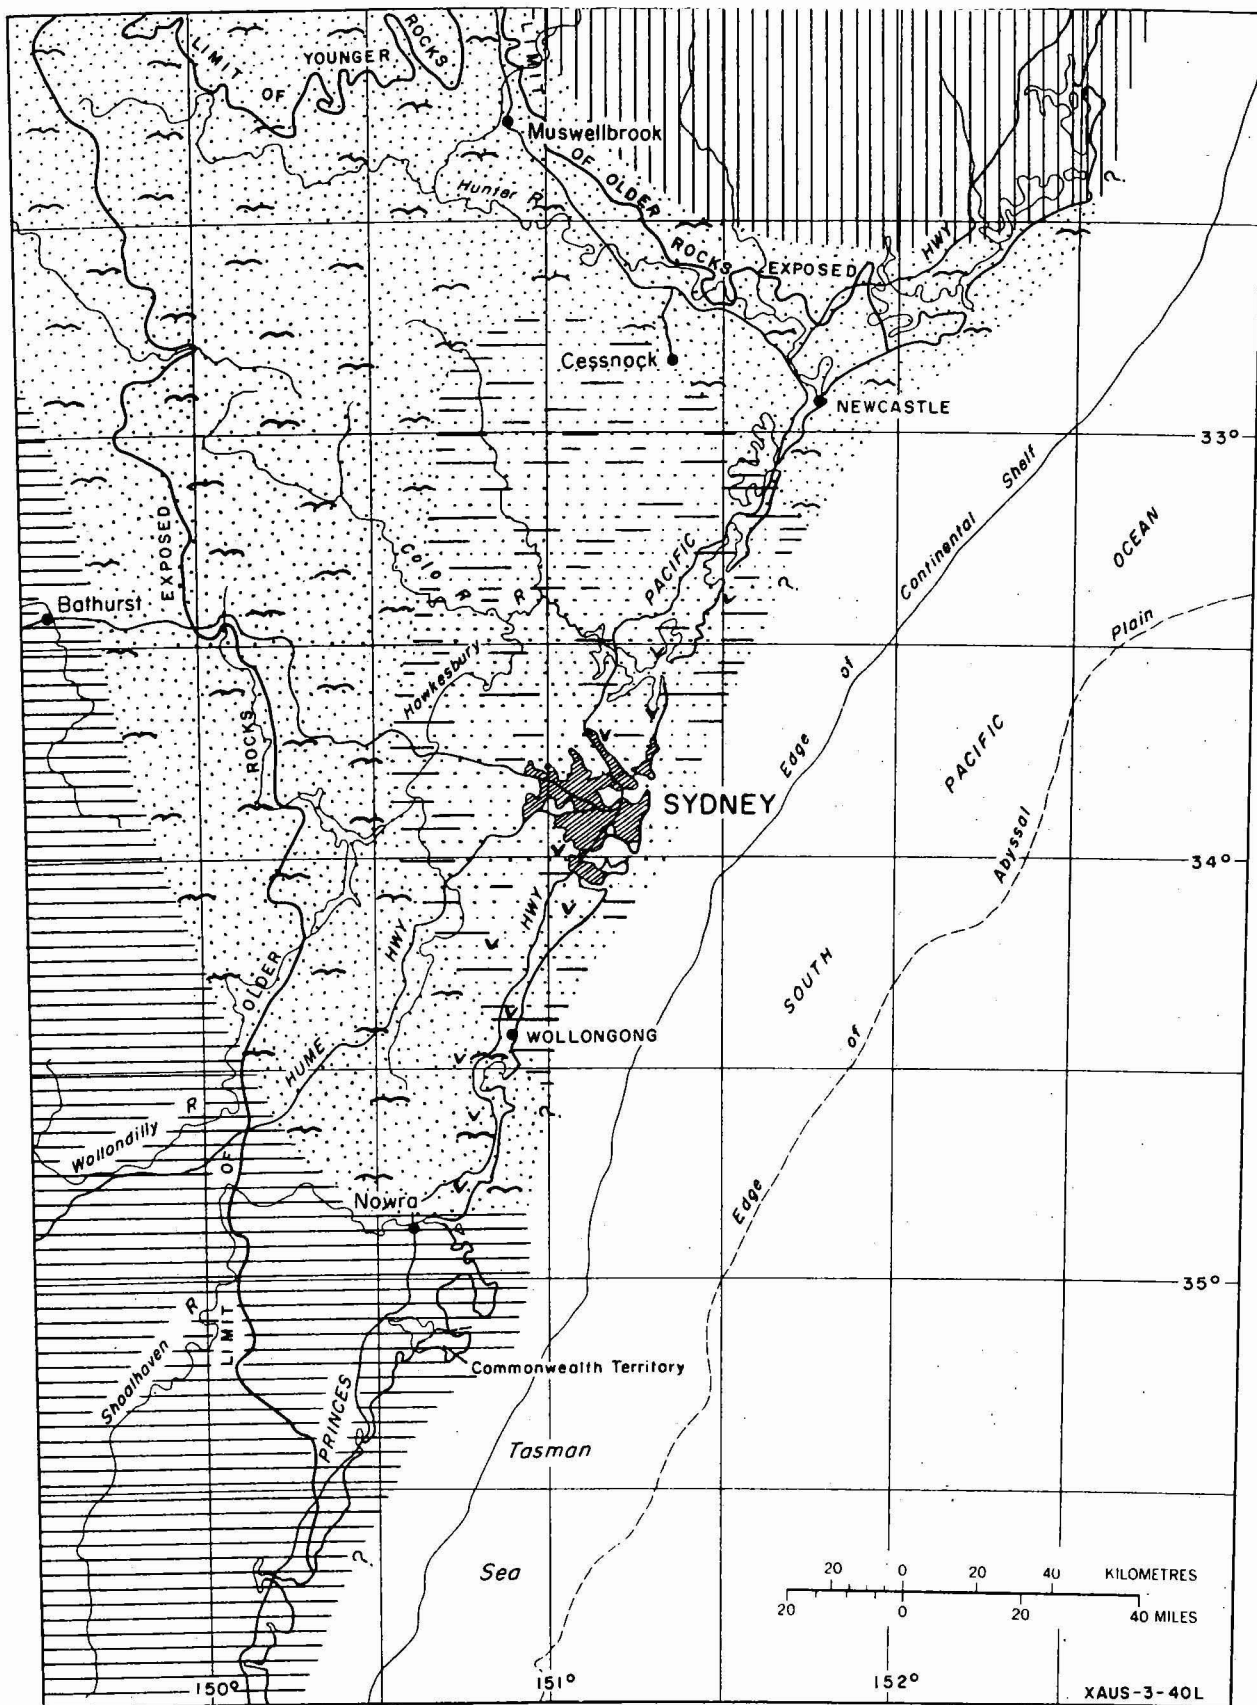 LIMIT OF YOUNGER ROCKS
LIMIT
OF OLDER
ROCKS EXPOSED
Muswellbrook
Hunter R
HWY
?
Cessnock
NEWCASTLE
33°
Edge of Continental Shelf
PACIFIC
?
OCEAN
Colo R
R
Hawkesbury
EXPOSED
Bathurst
Plain
ROCKS
PACIFIC
SYDNEY
Abyssal
34°
HWY
HWY
OLDER
SOUTH
HUME
WOLLONGONG
of
?
Wollondilly R
OF
Nowra
Edge
35°
LIMIT
Shoalhaven R
Commonwealth Territory
PRINCES
Tasman
?
Sea
20 0 20 40 KILOMETRES
20 0 20 40 MILES
150° 151° 152°
XAUS-3-40L